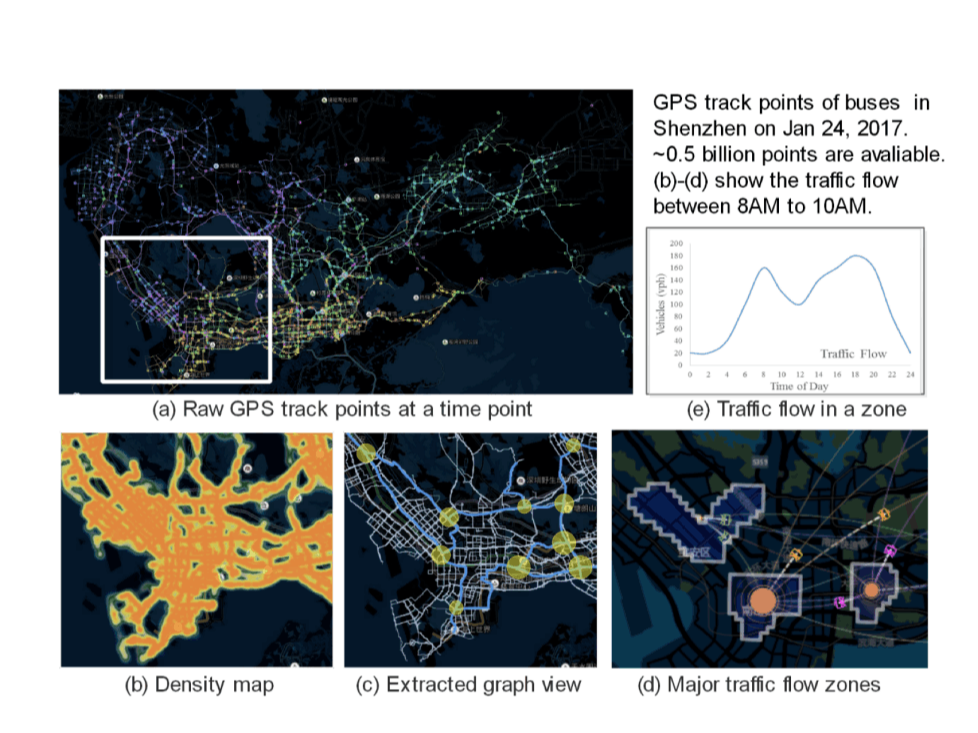 GPS track points of buses in
Shenzhen on Jan 24, 2017.
~0.5 billion points are avaliable.
(b)-(d) show the traffic flow
between 8AM to 10AM.
(a) Raw GPS track points at a time point
200
180
160
140
120
100
80
60
40
20
0
Vehicles (vph)
Traffic Flow
0 2 4 6 8 10 12 14 16 18 20 22 24
Time of Day
(e) Traffic flow in a zone
(b) Density map
(c) Extracted graph view
(d) Major traffic flow zones